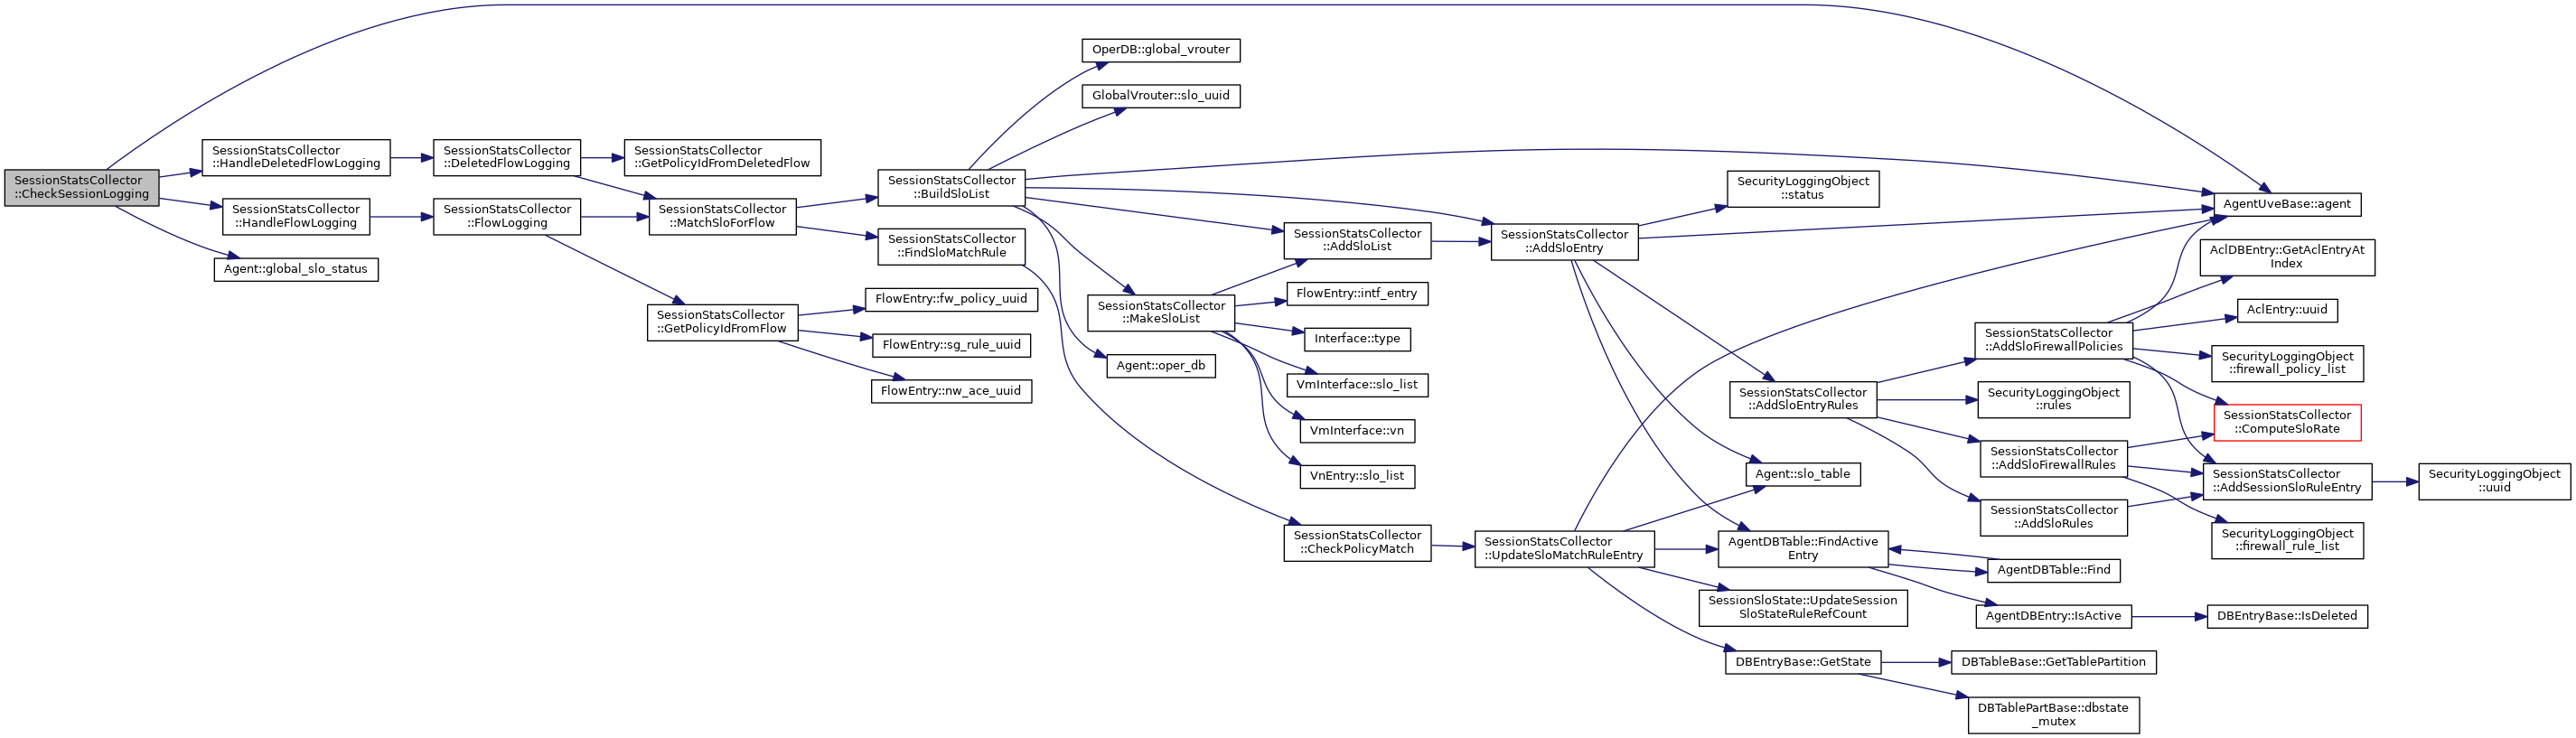 SessionStatsCollector
::CheckSessionLogging
SessionStatsCollector
::HandleDeletedFlowLogging
SessionStatsCollector
::HandleFlowLogging
Agent::global_slo_status
SessionStatsCollector
::DeletedFlowLogging
SessionStatsCollector
::FlowLogging
SessionStatsCollector
::GetPolicyIdFromDeletedFlow
SessionStatsCollector
::MatchSloForFlow
SessionStatsCollector
::GetPolicyIdFromFlow
SessionStatsCollector
::BuildSloList
SessionStatsCollector
::FindSloMatchRule
FlowEntry::fw_policy_uuid
FlowEntry::sg_rule_uuid
FlowEntry::nw_ace_uuid
OperDB::global_vrouter
GlobalVrouter::slo_uuid
SessionStatsCollector
::MakeSloList
Agent::oper_db
SessionStatsCollector
::AddSloList
FlowEntry::intf_entry
Interface::type
VmInterface::slo_list
VmInterface::vn
VnEntry::slo_list
SessionStatsCollector
::CheckPolicyMatch
SessionStatsCollector
::AddSloEntry
SessionStatsCollector
::UpdateSloMatchRuleEntry
SecurityLoggingObject
::status
SessionStatsCollector
::AddSloEntryRules
Agent::slo_table
AgentDBTable::FindActive
Entry
SessionSloState::UpdateSession
SloStateRuleRefCount
DBEntryBase::GetState
SessionStatsCollector
::AddSloFirewallPolicies
SecurityLoggingObject
::rules
SessionStatsCollector
::AddSloFirewallRules
SessionStatsCollector
::AddSloRules
AgentDBTable::Find
AgentDBEntry::IsActive
DBTableBase::GetTablePartition
DBTablePartBase::dbstate
_mutex
AgentUveBase::agent
AclDBEntry::GetAclEntryAt
Index
AclEntry::uuid
SecurityLoggingObject
::firewall_policy_list
SessionStatsCollector
::ComputeSloRate
SessionStatsCollector
::AddSessionSloRuleEntry
SecurityLoggingObject
::firewall_rule_list
DBEntryBase::IsDeleted
SecurityLoggingObject
::uuid